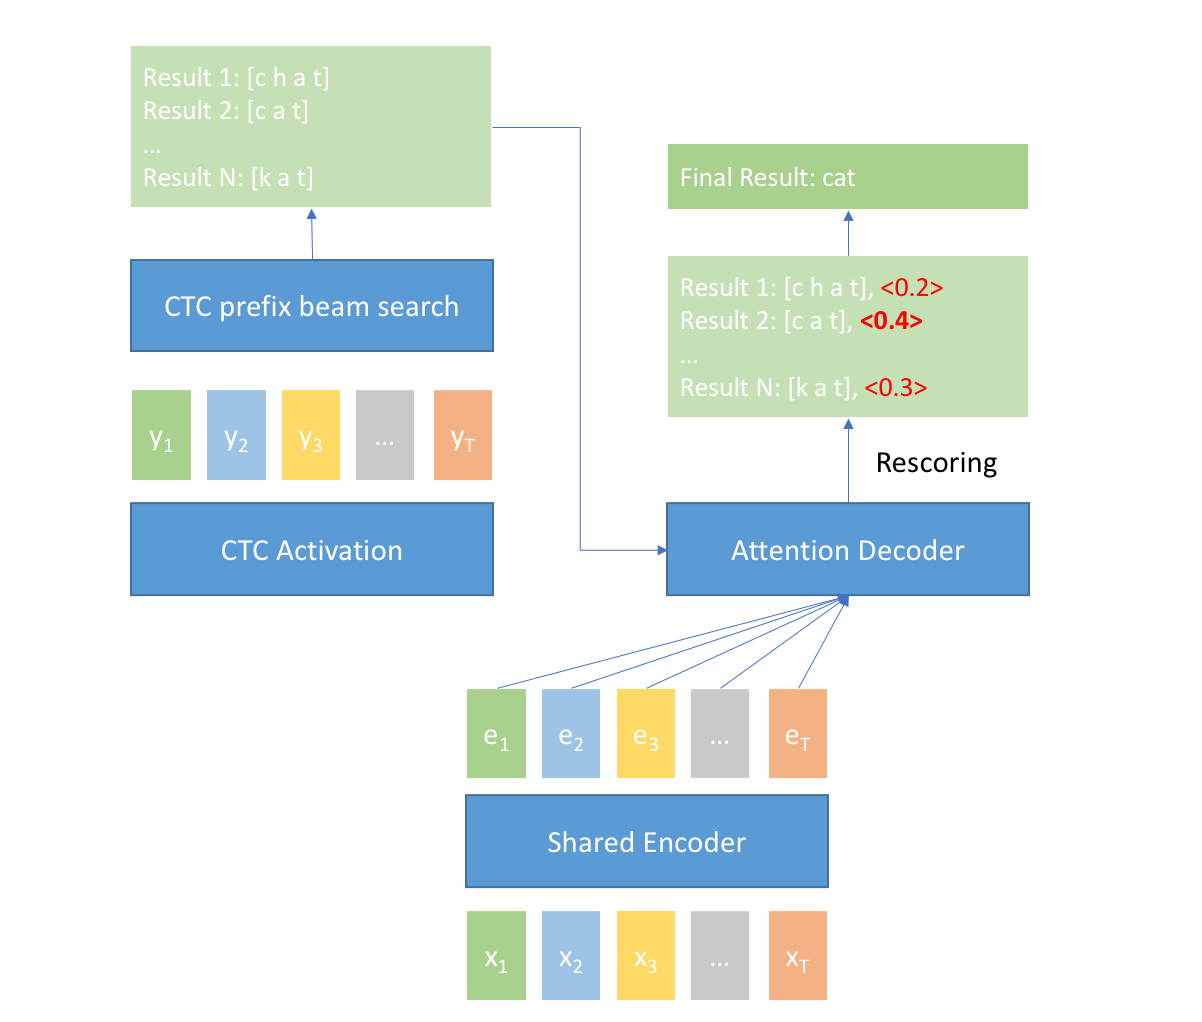 Result 1: [c h a t]
Result 2: [c a t]
...
Result N: [k a t]
CTC prefix beam search
y1 y2 y3 ... yT
CTC Activation
Final Result: cat
Result 1: [c h a t], <0.2>
Result 2: [c a t], <0.4>
...
Result N: [k a t], <0.3>
Rescoring
Attention Decoder
e1 e2 e3 ... eT
Shared Encoder
x1 x2 x3 ... xT